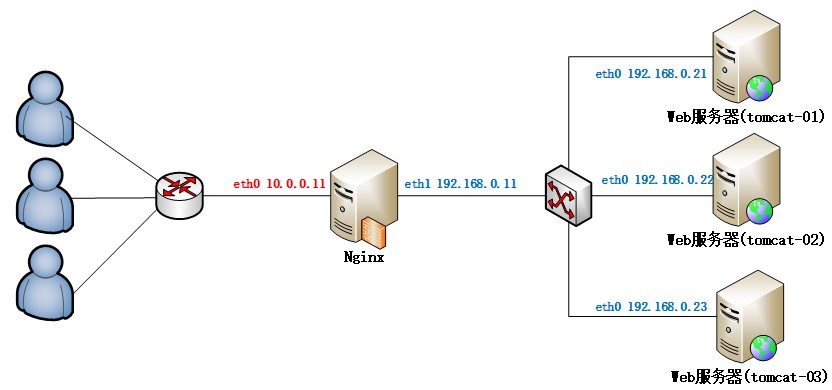 eth0 192.168.0.21
Web服务器(tomcat-01)
eth0 10.0.0.11
eth1 192.168.0.11
eth0 192.168.0.22
Nginx
Web服务器(tomcat-02)
eth0 192.168.0.23
Web服务器(tomcat-03)